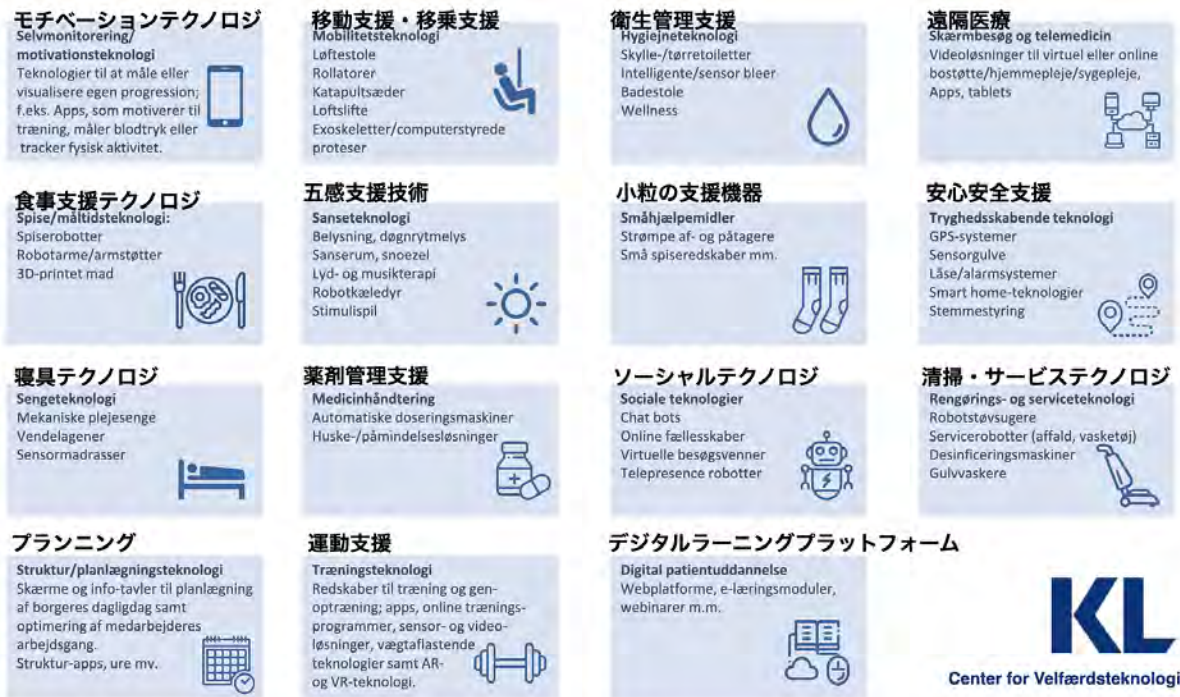 モチベーションテクノロジ
Selvmonitorering/
motivationsteknologi
Teknologier til at måle eller
visualisere egen progression;
f.eks. Apps, som motiverer til
træning, måler blodtryk eller
tracker fysisk aktivitet.
移動支援・移乗支援
Mobilitetsteknologi
Løftestole
Rollatorer
Katapultsæder
Loftslifte
Exoskeletter/computerstyrede
proteser
衛生管理支援
Hygiejneteknologi
Skylle-/tørretoiletter
Intelligente/sensor bleer
Badestole
Wellness
遠隔医療
Skærmbesøg og telemedicin
Videoløsninger til virtuel eller online
bostøtte/hjemmepleje/sygepleje,
Apps, tablets
食事支援テクノロジ
Spise/måltidsteknologi:
Spiserobotter
Robotarme/armstøtter
3D-printet mad
五感支援技術
Sanseteknologi
Belysning, døgnrytmelys
Sanserum, snoezel
Lyd- og musikterapi
Robotkæledyr
Stimulispil
小粒の支援機器
Småhjælpemidler
Strømpe af- og påtagere
Små spiseredskaber mm.
安心安全支援
Tryghedsskabende teknologi
GPS-systemer
Sensorgulve
Låse/alarmsystemer
Smart home-teknologier
Stemmestyring
寝具テクノロジ
Sengeteknologi
Mekaniske plejesenge
Vendelagener
Sensormadrasser
薬剤管理支援
Medicinhåndtering
Automatiske doseringsmaskiner
Huske-/påmindelsesløsninger
ソーシャルテクノロジ
Sociale teknologier
Chat bots
Online fællesskaber
Virtuelle besøgsvenner
Telepresence robotter
清掃・サービステクノロジ
Rengørings- og serviceteknologi
Robotstøvsugere
Servicerobotter (affald, vasketøj)
Desinficeringsmaskiner
Gulvvaskere
プランニング
Struktur/planlægningsteknologi
Skærme og info-tavler til planlægning
af borgeres dagligdag samt
optimering af medarbejderes
arbejdsgang.
Struktur-apps, ure mv.
運動支援
Træningsteknologi
Redskaber til træning og gen-
optræning; apps, online trænings-
programmer, sensor- og video-
løsninger, vægtaflastende
teknologier samt AR-
og VR-teknologi.
デジタルラーニングプラットフォーム
Digital patientuddannelse
Webplatforme, e-læringsmoduler,
webinarer m.m.
KL
Center for Velfærdsteknologi